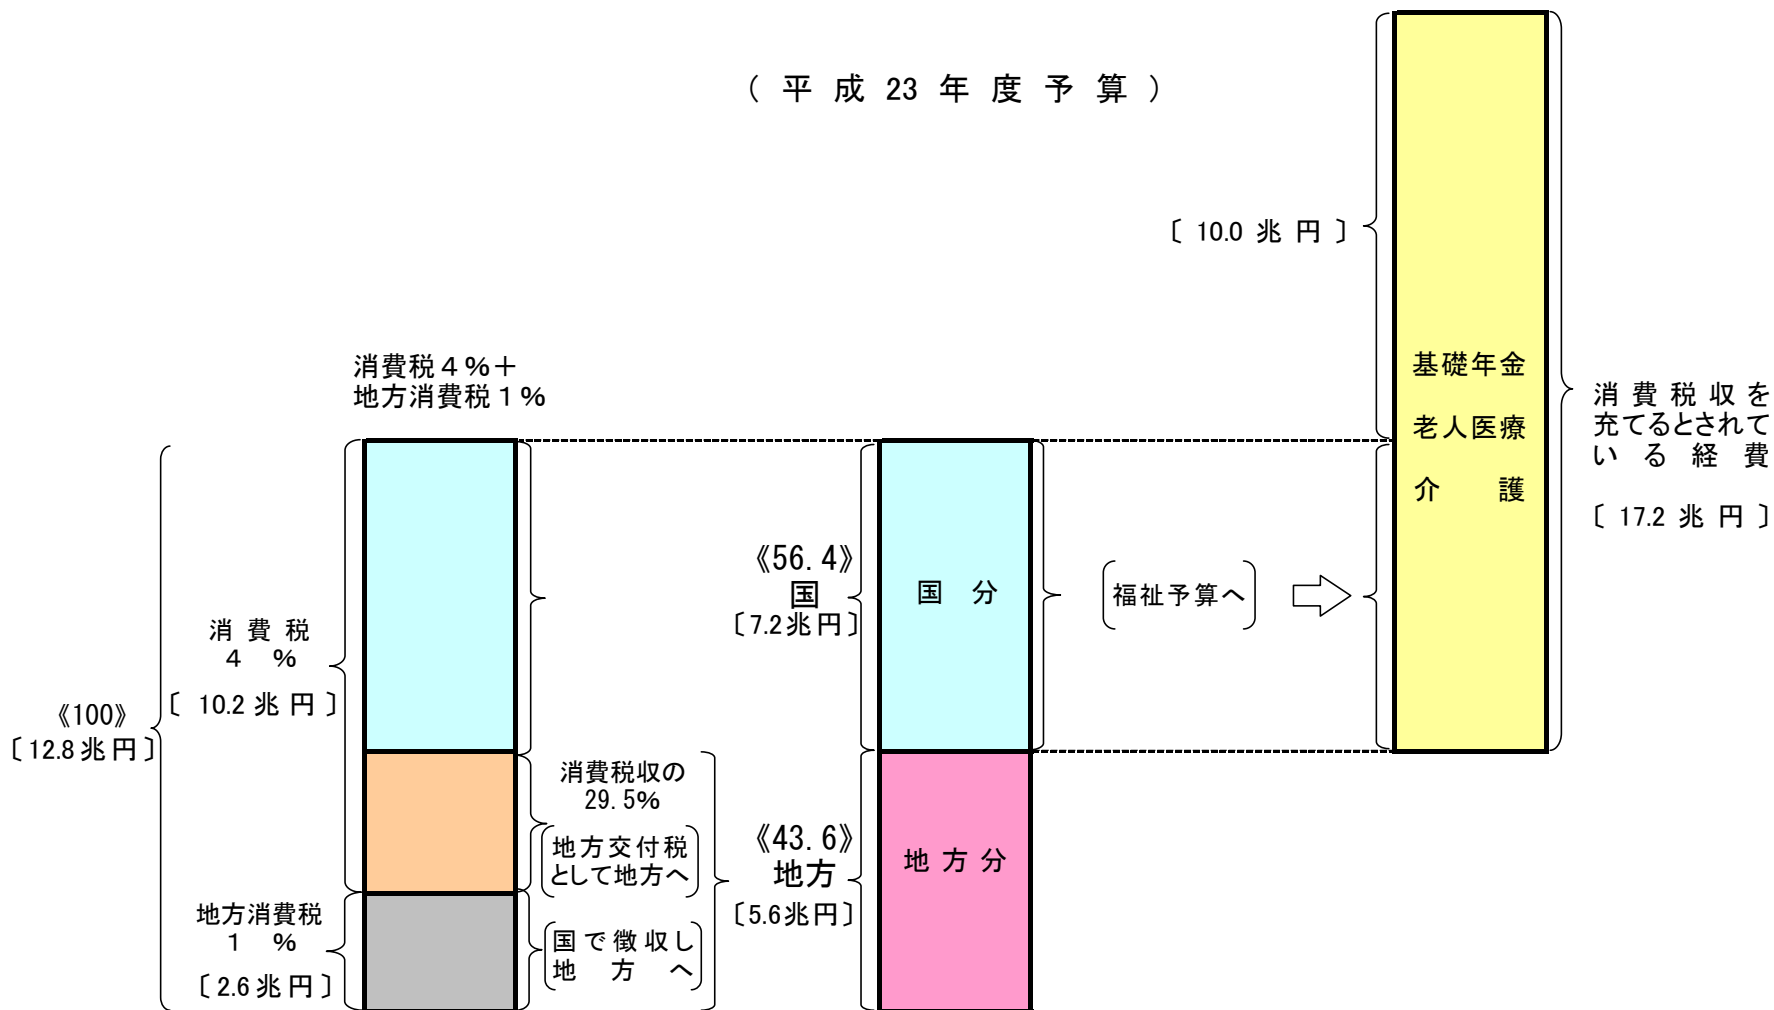 (平成23年度予算)
〔 10.0 兆 円 〕
消費税４%＋
地方消費税１%
基礎年金
老人医療
介　護
消費税収を
充てるとされて
いる経費
〔 17.2 兆 円 〕
《56.4》
国
〔7.2兆円〕
国　分
福祉予算へ
消費税
４　%
〔 10.2 兆 円 〕
《100》
〔12.8兆円〕
消費税収の
29.5%
地方交付税
として地方へ
《43.6》
地方
〔5.6兆円〕
地方分
地方消費税
１　%
〔2.6兆円〕
国で徴収し
地方へ